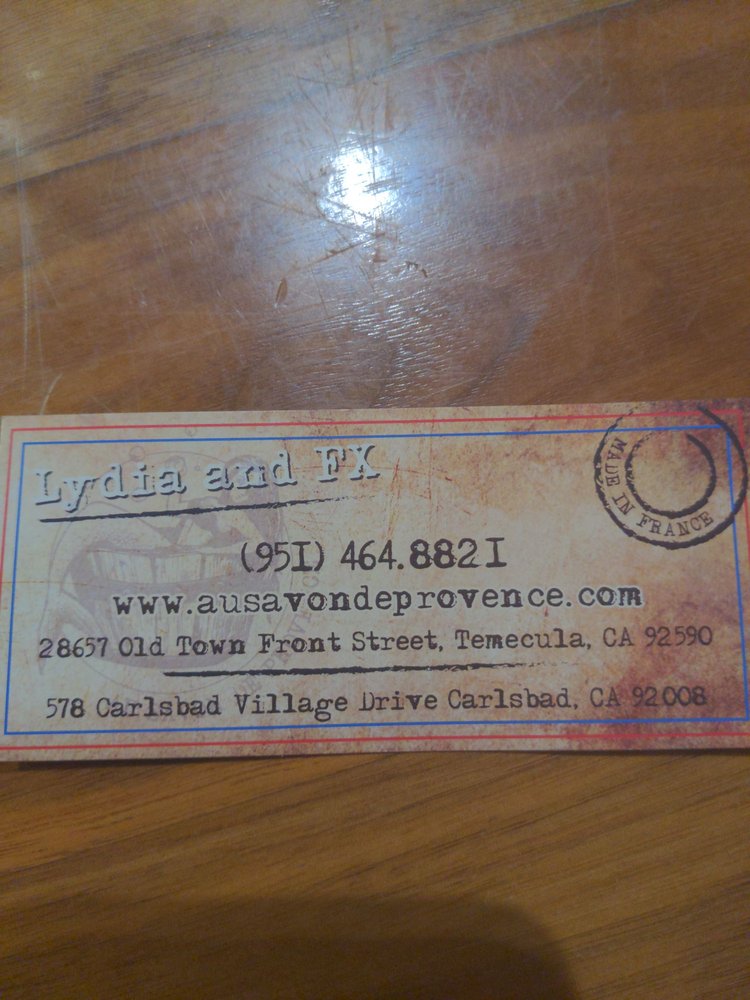 Lydia and FX
MADE IN FRANCE
(951) 464.8821
www.ausavondeprovence.com
28657 Old Town Front Street, Temecula, CA 92590
578 Carlsbad Village Drive Carlsbad, CA 92008